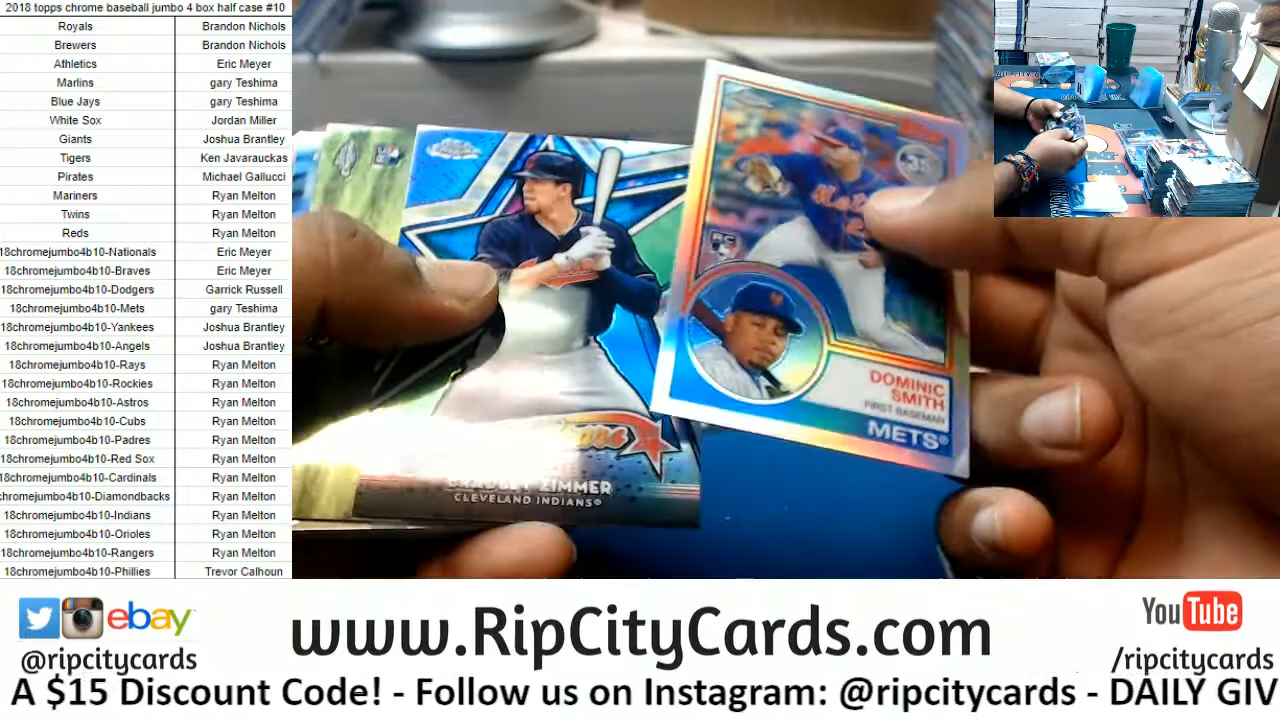 2018 topps chrome baseball jumbo 4 box half case #10
Royals Brandon Nichols
Brewers Brandon Nichols
Athletics Eric Meyer
Marlins gary Teshima
Blue Jays gary Teshima
White Sox Jordan Miller
Giants Joshua Brantley
Tigers Ken Javarauckas
Pirates Michael Gallucci
Mariners Ryan Melton
Twins Ryan Melton
Reds Ryan Melton
18chromejumbo4b10-Nationals Eric Meyer
18chromejumbo4b10-Braves Eric Meyer
18chromejumbo4b10-Dodgers Garrick Russell
18chromejumbo4b10-Mets gary Teshima
18chromejumbo4b10-Yankees Joshua Brantley
18chromejumbo4b10-Angels Joshua Brantley
18chromejumbo4b10-Rays Ryan Melton
18chromejumbo4b10-Rockies Ryan Melton
18chromejumbo4b10-Astros Ryan Melton
18chromejumbo4b10-Cubs Ryan Melton
18chromejumbo4b10-Padres Ryan Melton
18chromejumbo4b10-Red Sox Ryan Melton
18chromejumbo4b10-Cardinals Ryan Melton
chromejumbo4b10-Diamondbacks Ryan Melton
18chromejumbo4b10-Indians Ryan Melton
18chromejumbo4b10-Orioles Ryan Melton
18chromejumbo4b10-Rangers Ryan Melton
18chromejumbo4b10-Phillies Trevor Calhoun
BRADLEY ZIMMER
CLEVELAND INDIANS®
RC
DOMINIC
SMITH
FIRST BASEMAN
METS®
ebay
@ripcitycards
www.RipCityCards.com
YouTube
/ripcitycards
A $15 Discount Code! - Follow us on Instagram: @ripcitycards - DAILY GIV